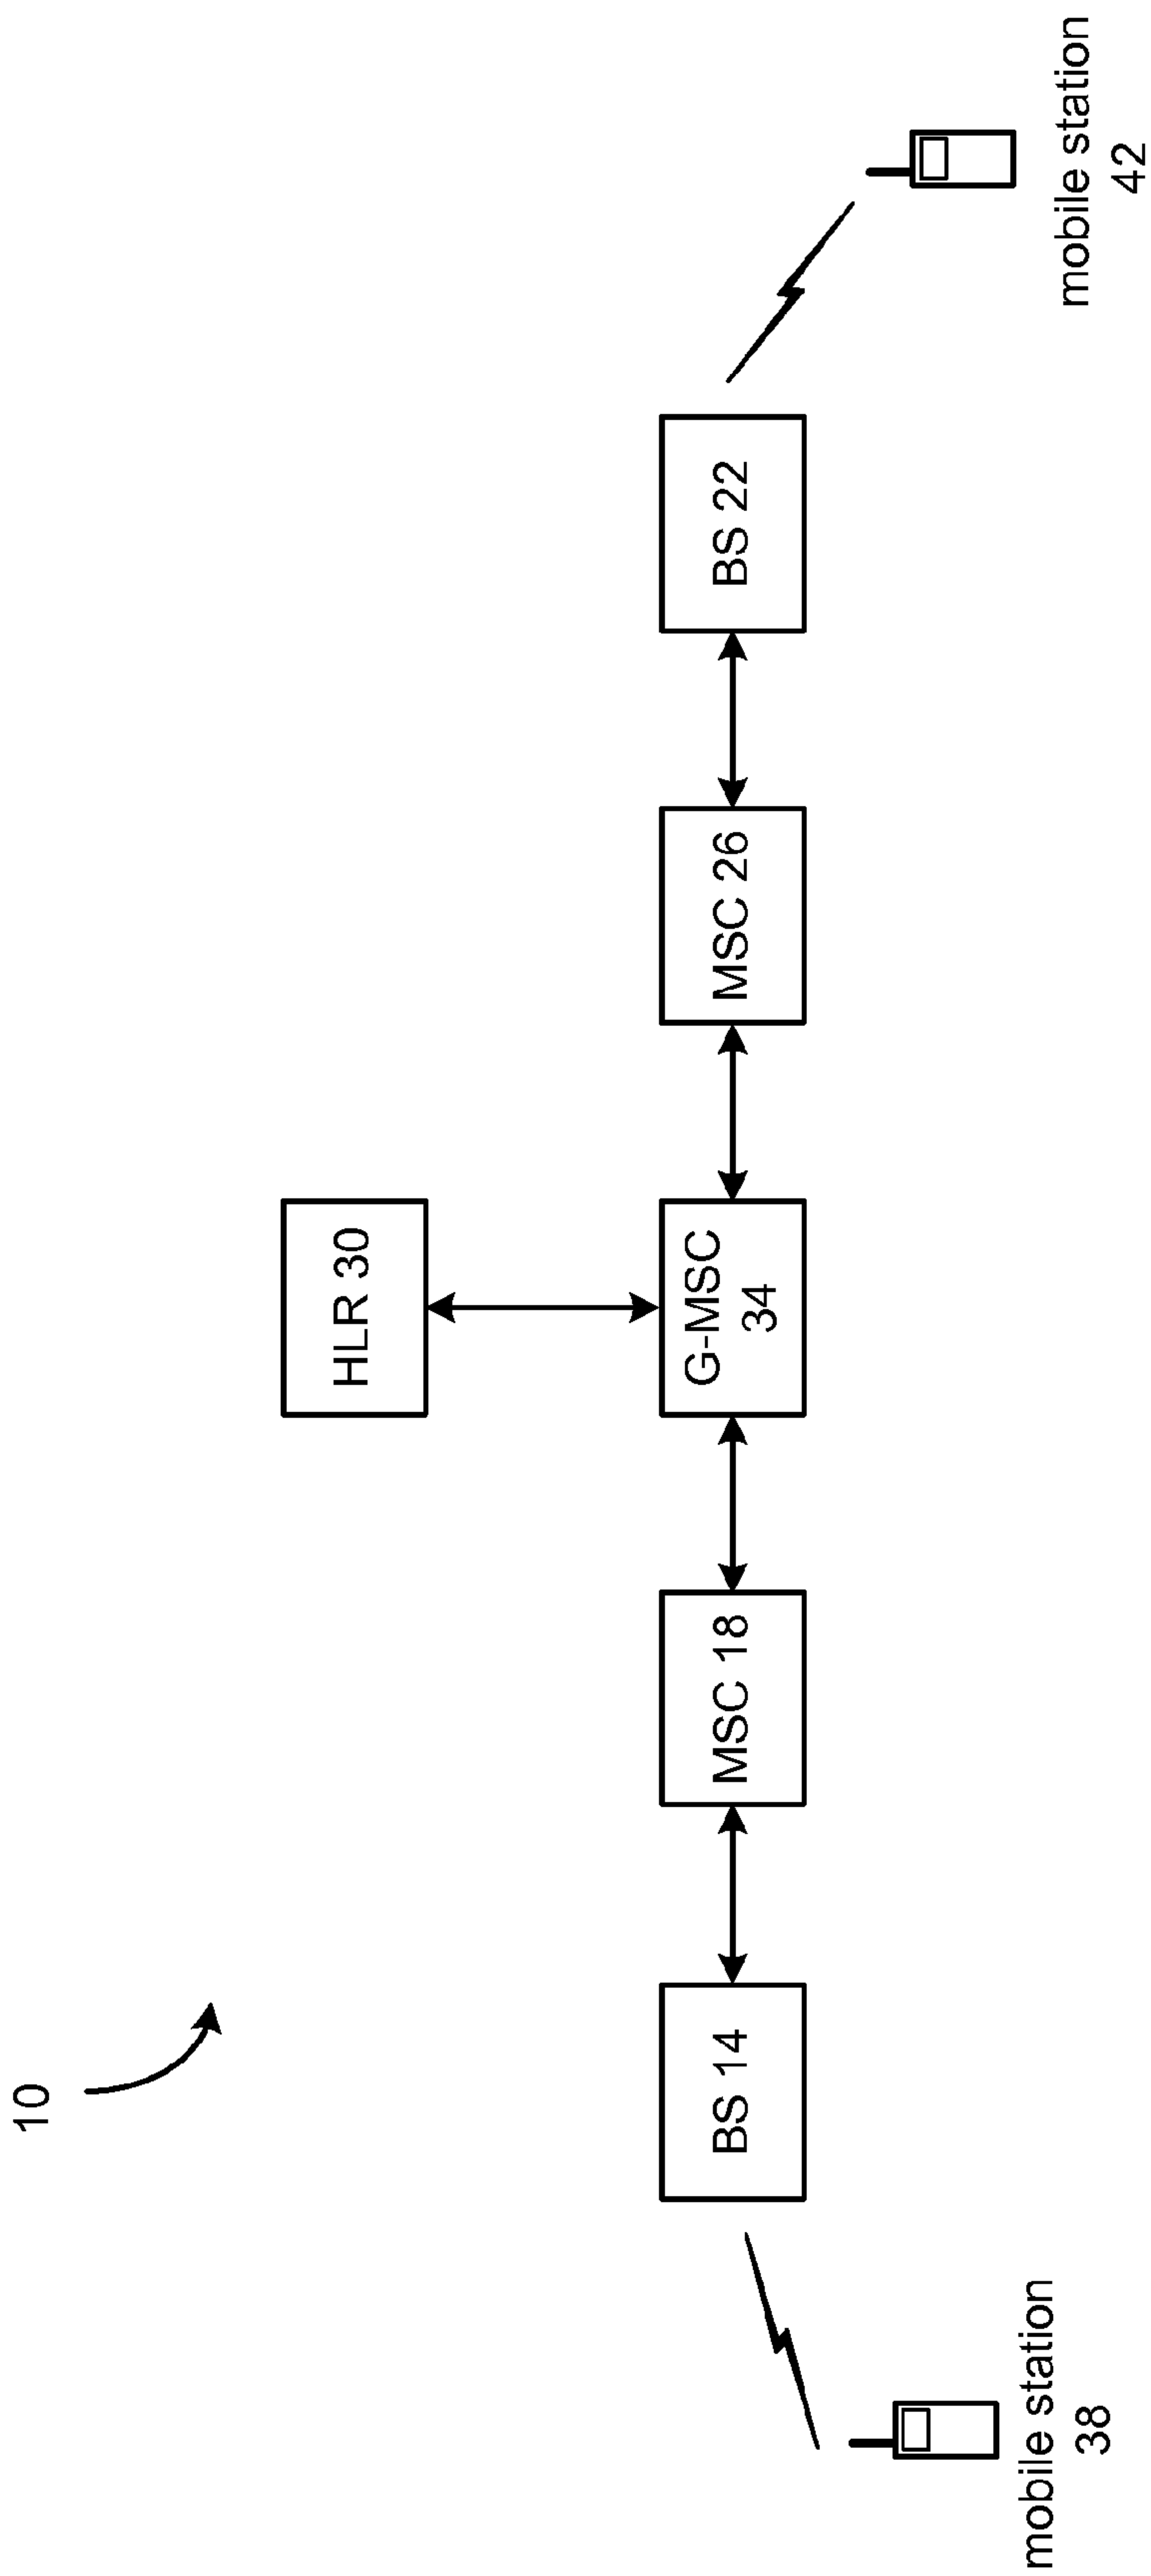 10
HLR 30
BS 14
MSC 18
G-MSC
34
MSC 26
BS 22
mobile station
38
mobile station
42